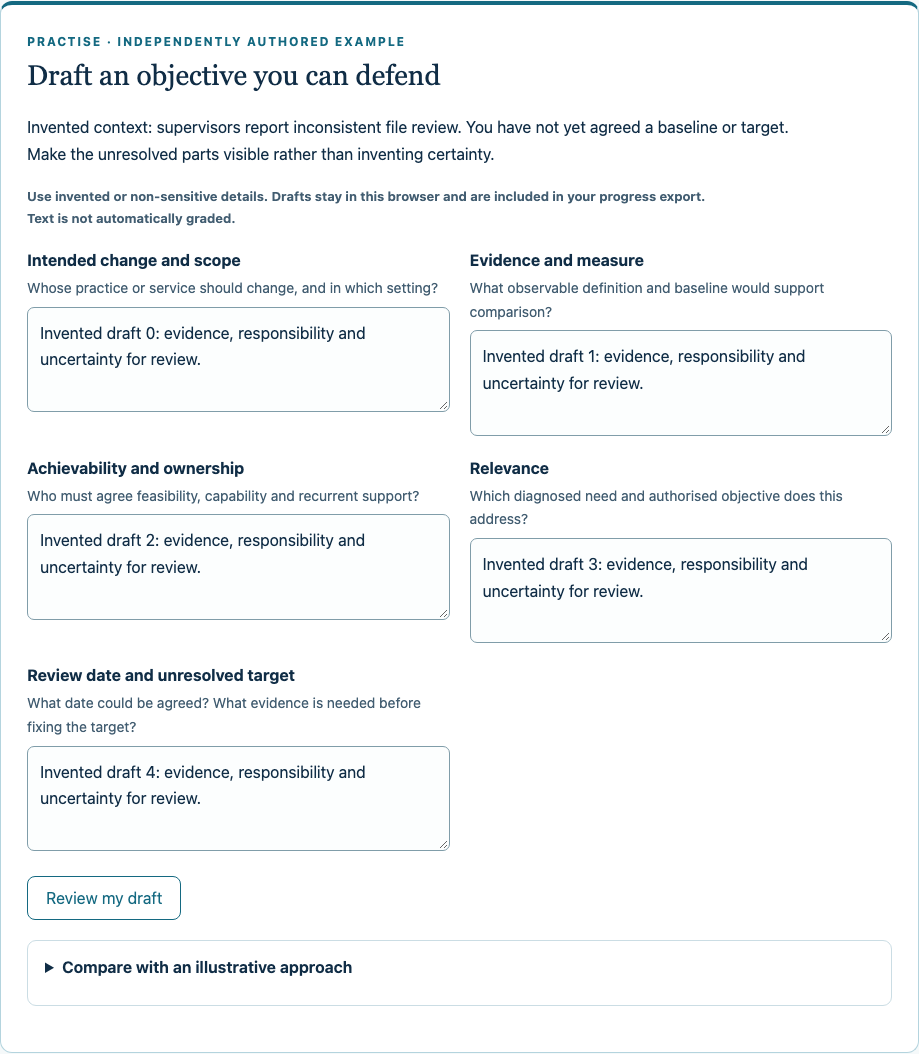 PRACTISE · INDEPENDENTLY AUTHORED EXAMPLE
Draft an objective you can defend
Invented context: supervisors report inconsistent file review. You have not yet agreed a baseline or target.
Make the unresolved parts visible rather than inventing certainty.
Use invented or non-sensitive details. Drafts stay in this browser and are included in your progress export.
Text is not automatically graded.
Intended change and scope
Whose practice or service should change, and in which setting?
Invented draft 0: evidence, responsibility and
uncertainty for review.
Evidence and measure
What observable definition and baseline would support
comparison?
Invented draft 1: evidence, responsibility and
uncertainty for review.
Achievability and ownership
Who must agree feasibility, capability and recurrent support?
Invented draft 2: evidence, responsibility and
uncertainty for review.
Relevance
Which diagnosed need and authorised objective does this
address?
Invented draft 3: evidence, responsibility and
uncertainty for review.
Review date and unresolved target
What date could be agreed? What evidence is needed before
fixing the target?
Invented draft 4: evidence, responsibility and
uncertainty for review.
Review my draft
Compare with an illustrative approach